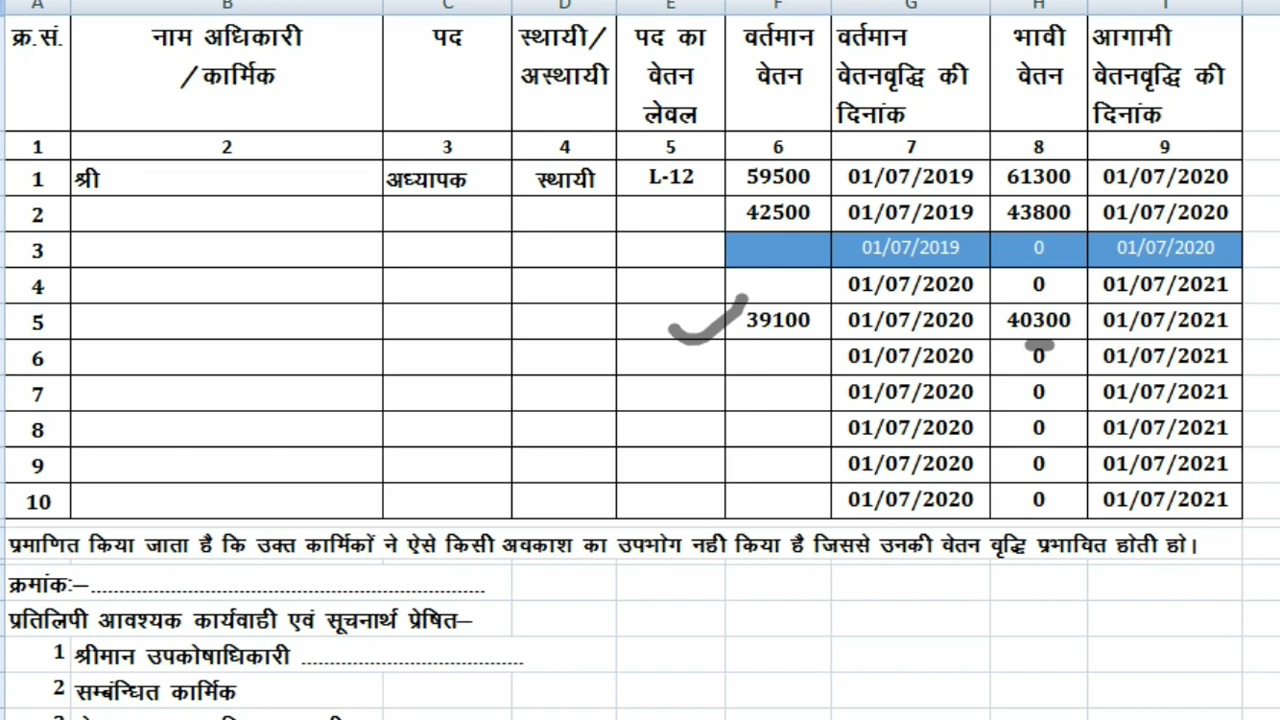 A B C D E F G H I
क्र.सं. नाम अधिकारी /कार्मिक पद स्थायी/ अस्थायी पद का वेतन लेवल वर्तमान वेतन वर्तमान वेतनवृद्धि की दिनांक भावी वेतन आगामी वेतनवृद्धि की दिनांक
1 2 3 4 5 6 7 8 9
1 श्री अध्यापक स्थायी L-12 59500 01/07/2019 61300 01/07/2020
2 42500 01/07/2019 43800 01/07/2020
3 01/07/2019 0 01/07/2020
4 01/07/2020 0 01/07/2021
5 39100 01/07/2020 40300 01/07/2021
6 01/07/2020 0 01/07/2021
7 01/07/2020 0 01/07/2021
8 01/07/2020 0 01/07/2021
9 01/07/2020 0 01/07/2021
10 01/07/2020 0 01/07/2021
प्रमाणित किया जाता है कि उक्त कार्मिकों ने ऐसे किसी अवकाश का उपभोग नही किया है जिससे उनकी वेतन वृद्धि प्रभावित होती हो।
क्रमांकः–..........................................................................
प्रतिलिपी आवश्यक कार्यवाही एवं सूचनार्थ प्रेषित–
1 श्रीमान उपकोषाधिकारी ..........................................
2 सम्बंन्धित कार्मिक